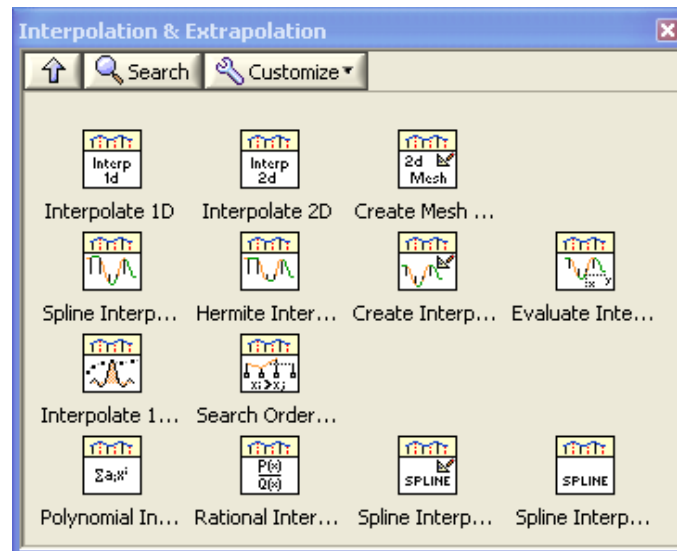 Interpolation & Extrapolation
Search Customize
Interp 1d Interp 2d 2d Mesh
Interpolate 1D Interpolate 2D Create Mesh ...
ix y
Spline Interp... Hermite Inter... Create Interp... Evaluate Inte...
xi>xj
Interpolate 1... Search Order...
Σaixi P(x) Q(x) SPLINE SPLINE
Polynomial In... Rational Inter... Spline Interp... Spline Interp...